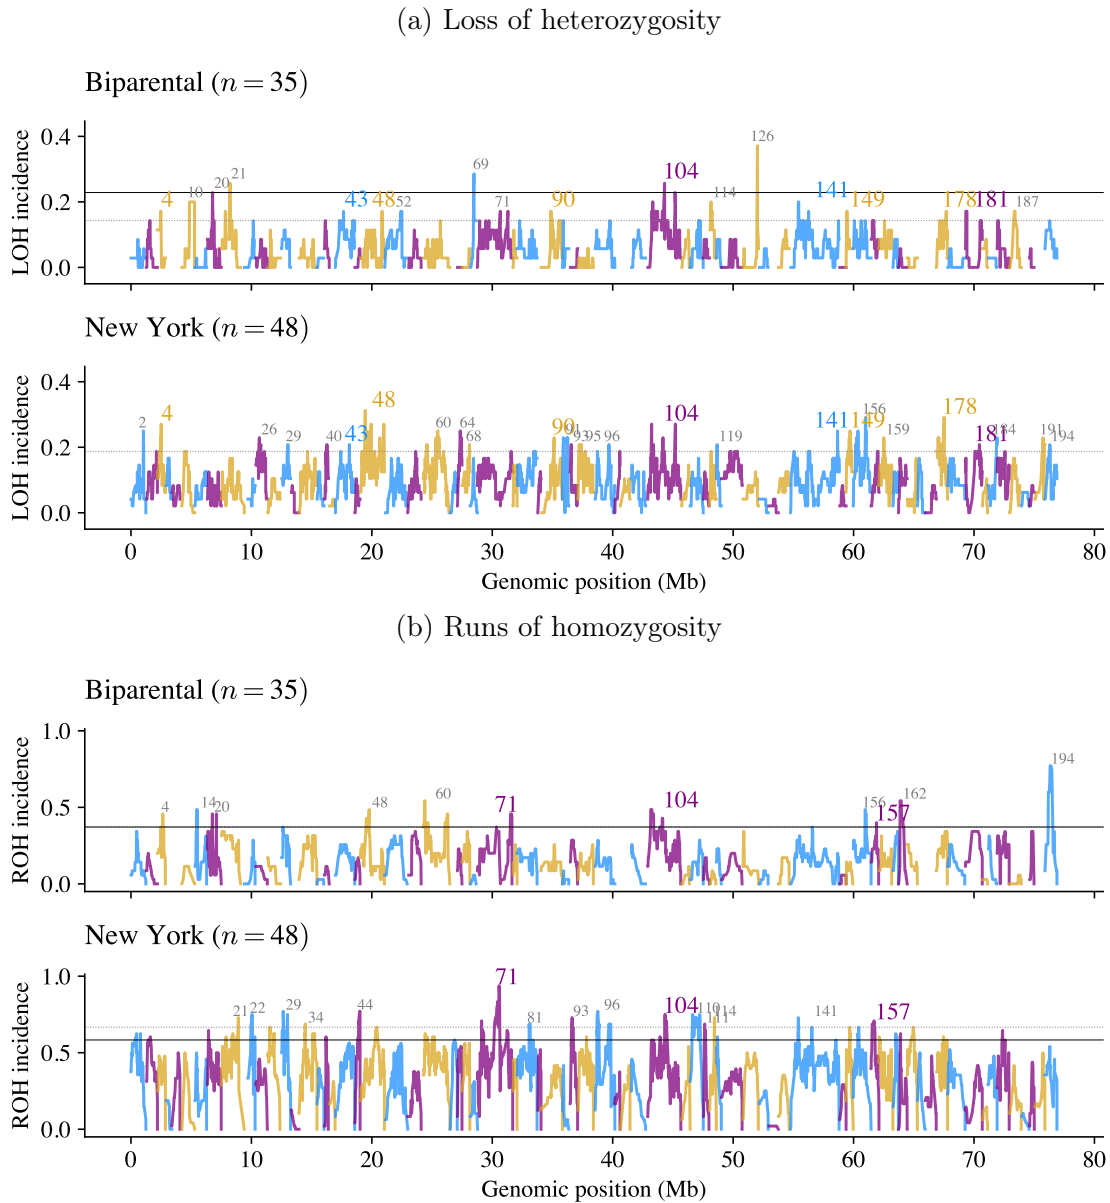 (a) Loss of heterozygosity
Biparental (n = 35)
LOH incidence
0.4
0.2
0.0
4 10 20 21 43 48 52 69 71 90 104 114 126 141 149 178 181 187
New York (n = 48)
LOH incidence
0.4
0.2
0.0
2 4 26 29 40 43 48 60 64 68 90 91 93 95 96 104 119 141 149 156 159 178 181 184 191 194
0 10 20 30 40 50 60 70 80
Genomic position (Mb)
(b) Runs of homozygosity
Biparental (n = 35)
ROH incidence
1.0
0.5
0.0
4 14 20 48 60 71 104 156 157 162 194
New York (n = 48)
ROH incidence
1.0
0.5
0.0
21 22 29 34 44 71 81 93 96 104 114 141 157
0 10 20 30 40 50 60 70 80
Genomic position (Mb)